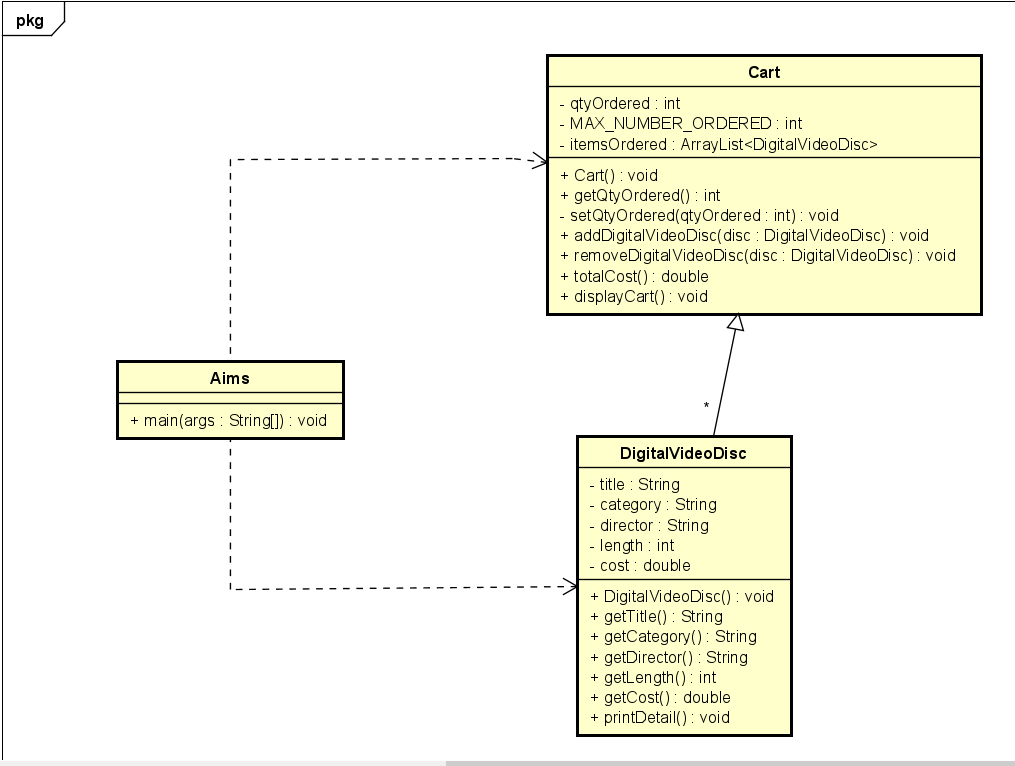 pkg
Cart
- qtyOrdered : int
- MAX_NUMBER_ORDERED : int
- itemsOrdered : ArrayList<DigitalVideoDisc>
+ Cart() : void
+ getQtyOrdered() : int
- setQtyOrdered(qtyOrdered : int) : void
+ addDigitalVideoDisc(disc : DigitalVideoDisc) : void
+ removeDigitalVideoDisc(disc : DigitalVideoDisc) : void
+ totalCost() : double
+ displayCart() : void
Aims
+ main(args : String[]) : void
*
DigitalVideoDisc
- title : String
- category : String
- director : String
- length : int
- cost : double
+ DigitalVideoDisc() : void
+ getTitle() : String
+ getCategory() : String
+ getDirector() : String
+ getLength() : int
+ getCost() : double
+ printDetail() : void